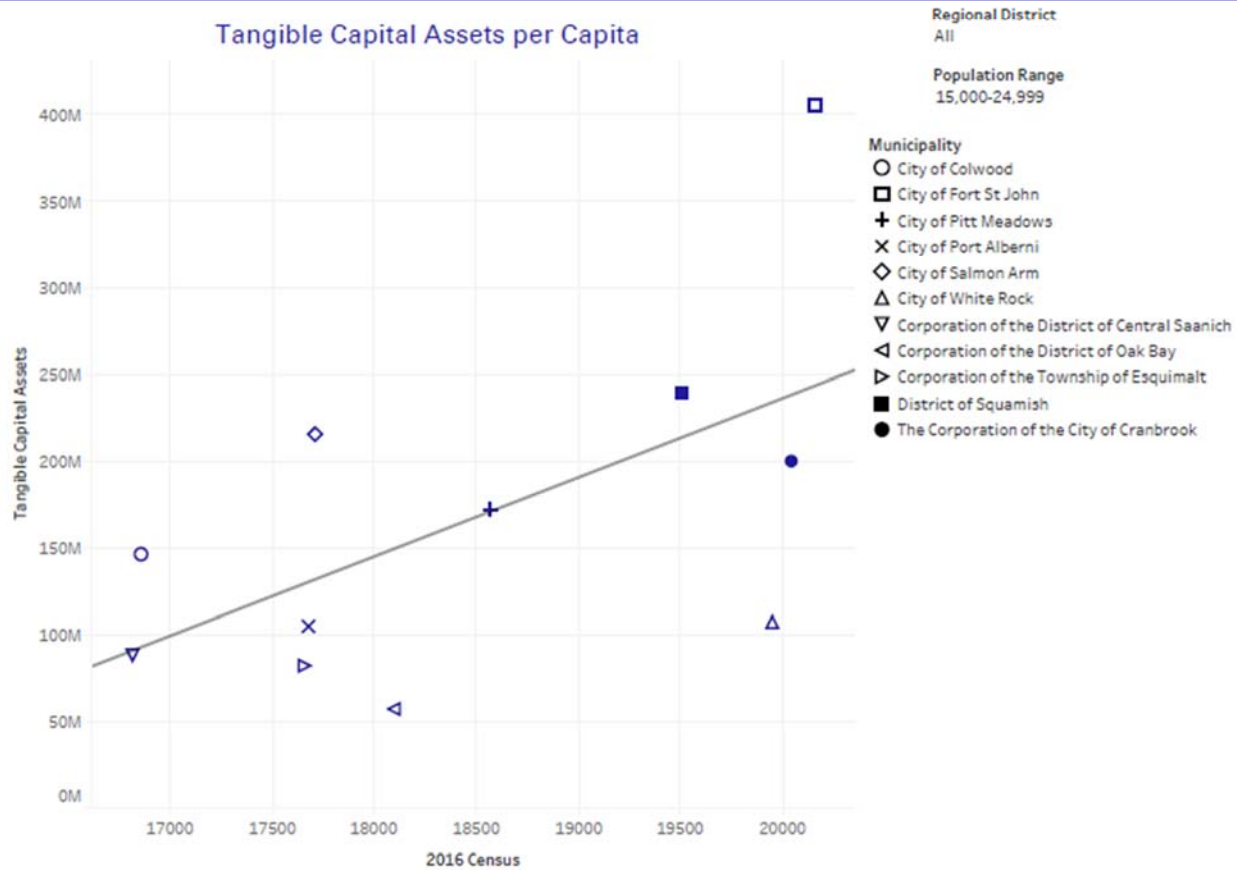 Tangible Capital Assets per Capita
Regional District
All
Population Range
15,000-24,999
Municipality
City of Colwood
City of Fort St John
City of Pitt Meadows
City of Port Alberni
City of Salmon Arm
City of White Rock
Corporation of the District of Central Saanich
Corporation of the District of Oak Bay
Corporation of the Township of Esquimalt
District of Squamish
The Corporation of the City of Cranbrook
Tangible Capital Assets
400M
350M
300M
250M
200M
150M
100M
50M
0M
17000 17500 18000 18500 19000 19500 20000
2016 Census